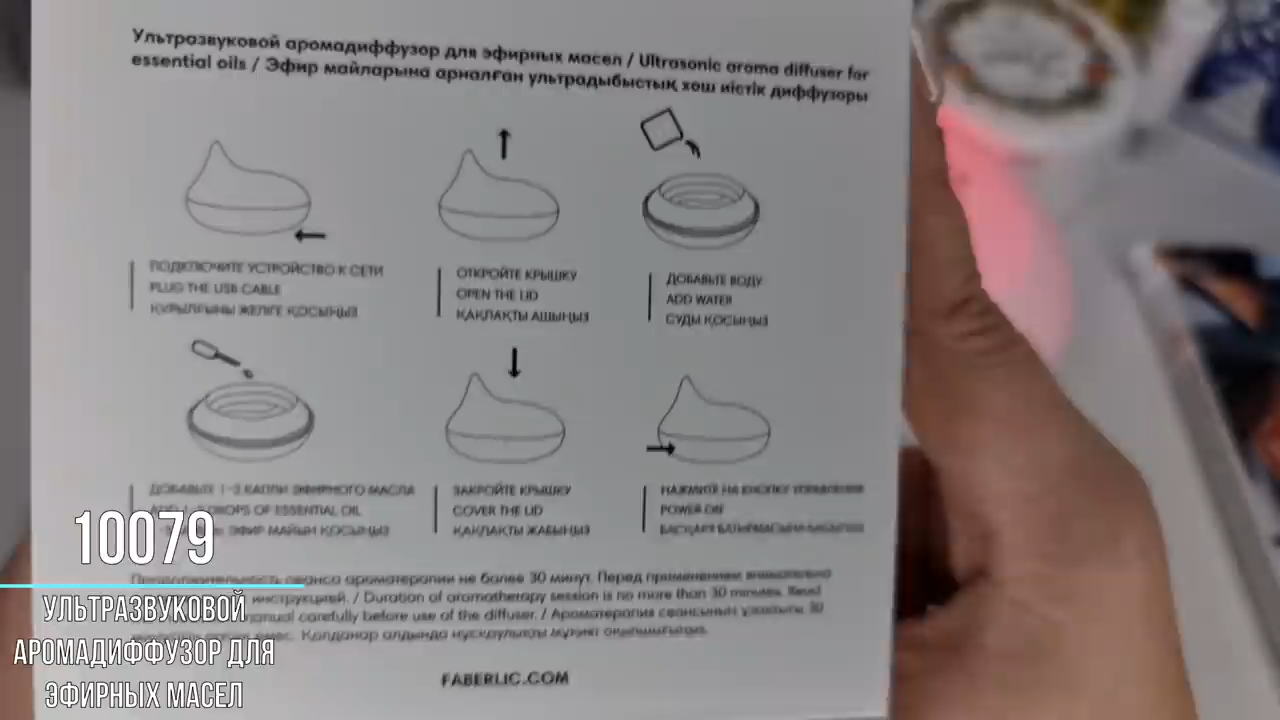 Ультразвуковой аромадиффузор для эфирных масел / Ultrasonic aroma diffuser for
essential oils / Эфир майларына арналған ультрадыбыстық хош иістік диффузоры
ПОДКЛЮЧИТЕ УСТРОЙСТВО К СЕТИ
PLUG THE USB CABLE
ҚҰРЫЛҒЫНЫ ЖЕЛІГЕ ҚОСЫҢЫЗ
ОТКРОЙТЕ КРЫШКУ
OPEN THE LID
ҚАҚПАҚТЫ АШЫҢЫЗ
ДОБАВЬТЕ ВОДУ
ADD WATER
СУДЫ ҚОСЫҢЫЗ
ДОБАВЬТЕ 1-3 КАПЛИ ЭФИРНОГО МАСЛА
DROPS OF ESSENTIAL OIL
ЭФИР МАЙЫН ҚОСЫҢЫЗ
ЗАКРОЙТЕ КРЫШКУ
COVER THE LID
ҚАҚПАҚТЫ ЖАБЫҢЫЗ
НАЖМИТЕ НА КНОПКУ УПРАВЛЕНИЯ
POWER ON
Продолжительность сеанса ароматерапии не более 30 минут. Перед применением внимательно
инструкцией. / Duration of aromatherapy session is no more than 30 minutes. Read
manual carefully before use of the diffuser. / Ароматерапия сеансының ұзақтығы 30
Қолданар алдында нұсқаулықты мұқият оқып
FABERLIC.COM
10079
УЛЬТРАЗВУКОВОЙ
АРОМАДИФФУЗОР ДЛЯ
ЭФИРНЫХ МАСЕЛ